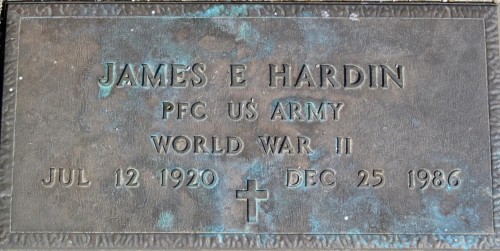 JAMES E HARDIN
PFC US ARMY
WORLD WAR II
JUL 12 1920 DEC 25 1986